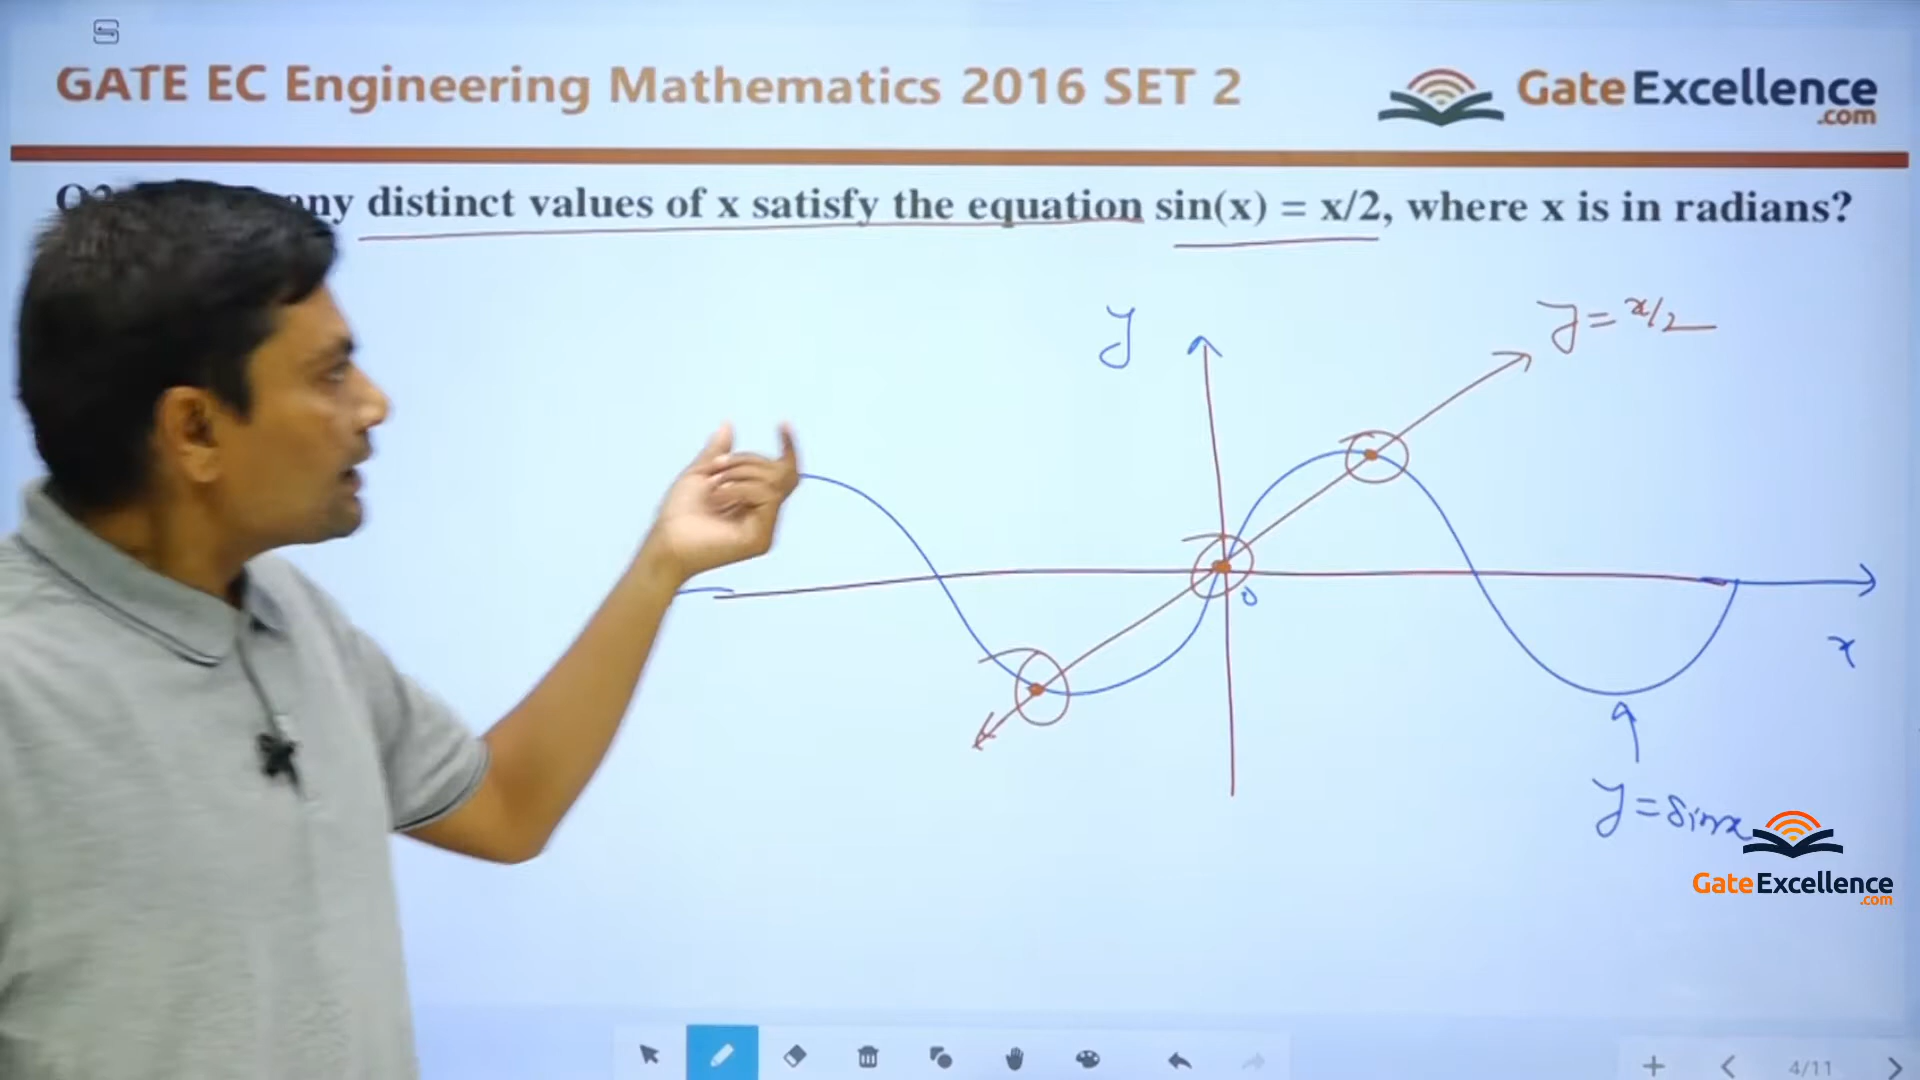 GATE EC Engineering Mathematics 2016 SET 2
GateExcellence
.com
distinct values of x satisfy the equation sin(x) = x/2, where x is in radians?
y = x/2
y
0
x
y = sinx
GateExcellence
.com
4/11